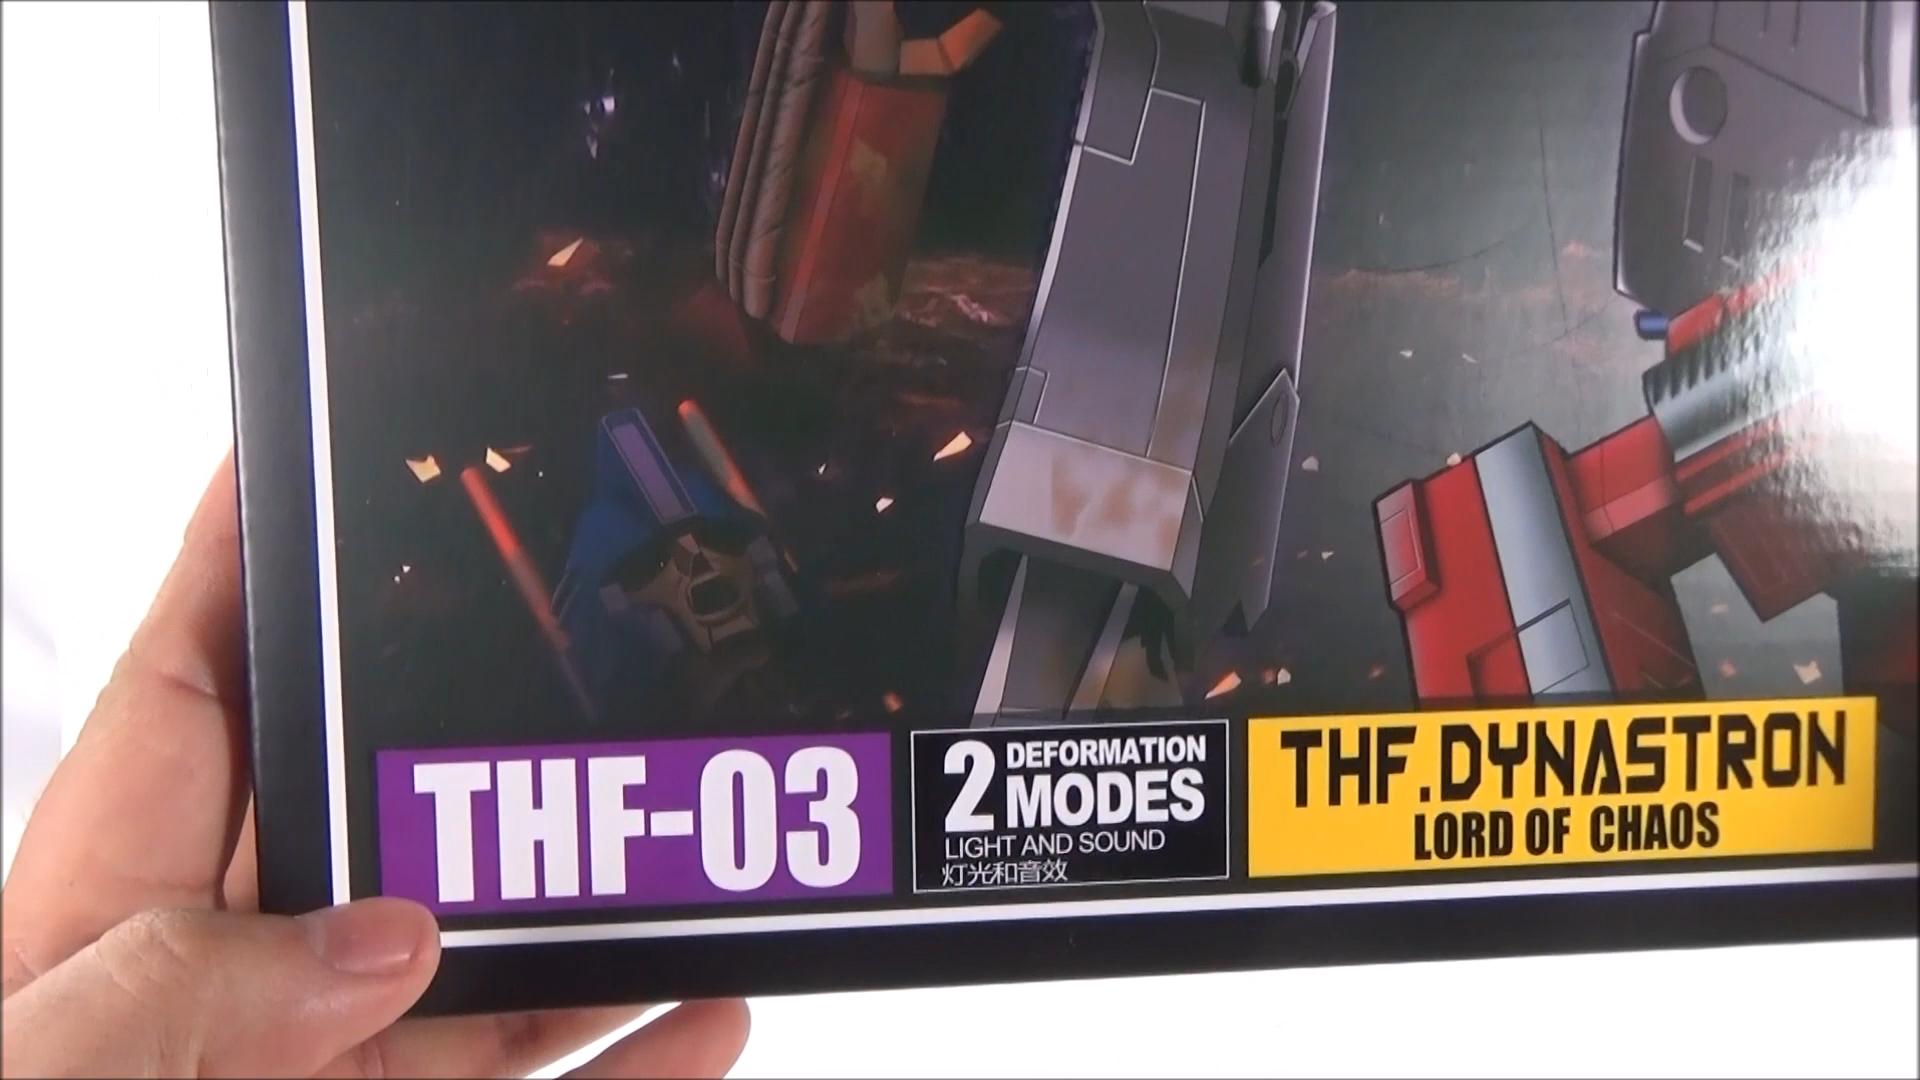 THF-03
2 DEFORMATION
MODES
LIGHT AND SOUND
灯光和音效
THF.DYNASTRON
LORD OF CHAOS